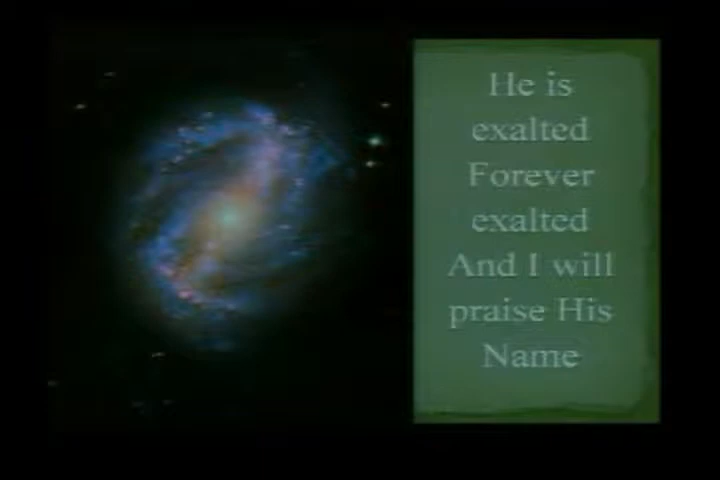 He is
exalted
Forever
exalted
And I will
praise His
Name